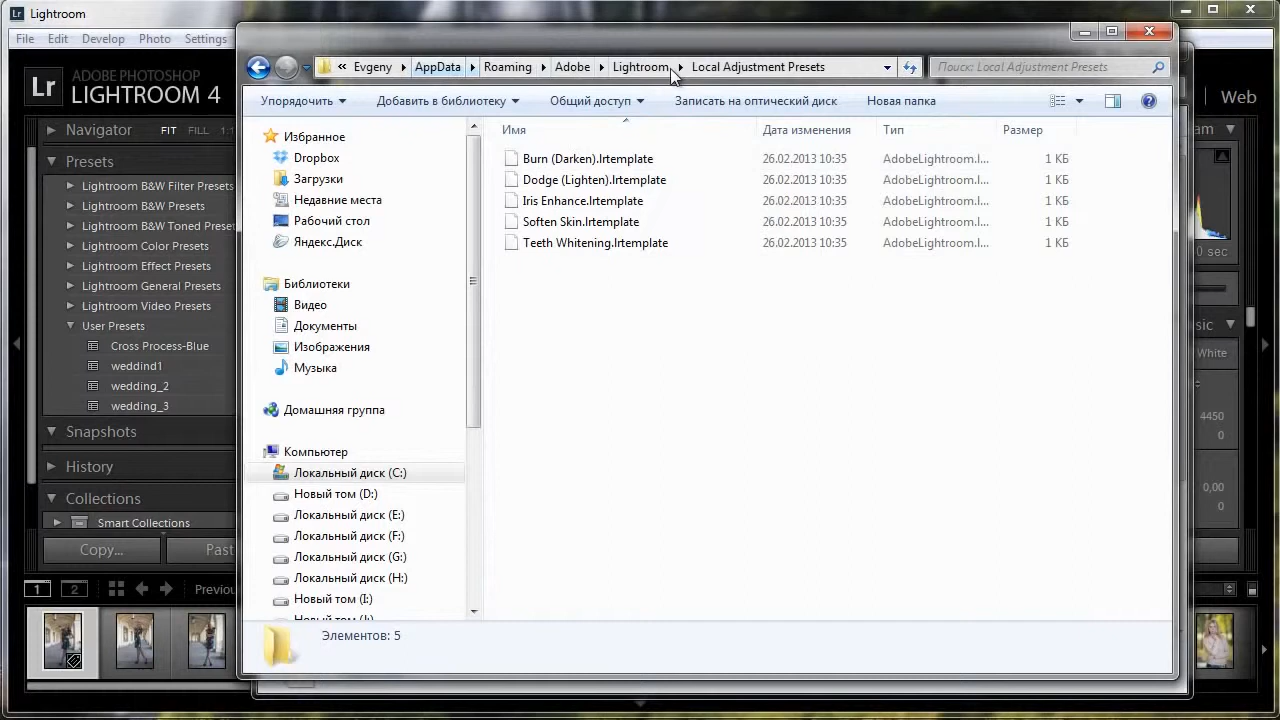 Lightroom
File Edit Develop Photo Settings
Lr
ADOBE PHOTOSHOP
LIGHTROOM 4
Web
Navigator FIT FILL 1:1
Presets
Lightroom B&W Filter Presets
Lightroom B&W Presets
Lightroom B&W Toned Presets
Lightroom Color Presets
Lightroom Effect Presets
Lightroom General Presets
Lightroom Video Presets
User Presets
Cross Process-Blue
weddind1
wedding_2
wedding_3
Snapshots
History
Collections
Smart Collections
Copy...
Past
1 2 Previou
« Evgeny AppData Roaming Adobe Lightroom Local Adjustment Presets
Поиск: Local Adjustment Presets
Упорядочить Добавить в библиотеку Общий доступ Записать на оптический диск Новая папка
Избранное
Dropbox
Загрузки
Недавние места
Рабочий стол
Яндекс.Диск
Библиотеки
Видео
Документы
Изображения
Музыка
Домашняя группа
Компьютер
Локальный диск (C:)
Новый том (D:)
Локальный диск (E:)
Локальный диск (F:)
Локальный диск (G:)
Локальный диск (H:)
Новый том (I:)
Имя Дата изменения Тип Размер
Burn (Darken).lrtemplate 26.02.2013 10:35 AdobeLightroom.l... 1 КБ
Dodge (Lighten).lrtemplate 26.02.2013 10:35 AdobeLightroom.l... 1 КБ
Iris Enhance.lrtemplate 26.02.2013 10:35 AdobeLightroom.l... 1 КБ
Soften Skin.lrtemplate 26.02.2013 10:35 AdobeLightroom.l... 1 КБ
Teeth Whitening.lrtemplate 26.02.2013 10:35 AdobeLightroom.l... 1 КБ
Элементов: 5
am
0 sec
sic
White
4450
0
0,00
0